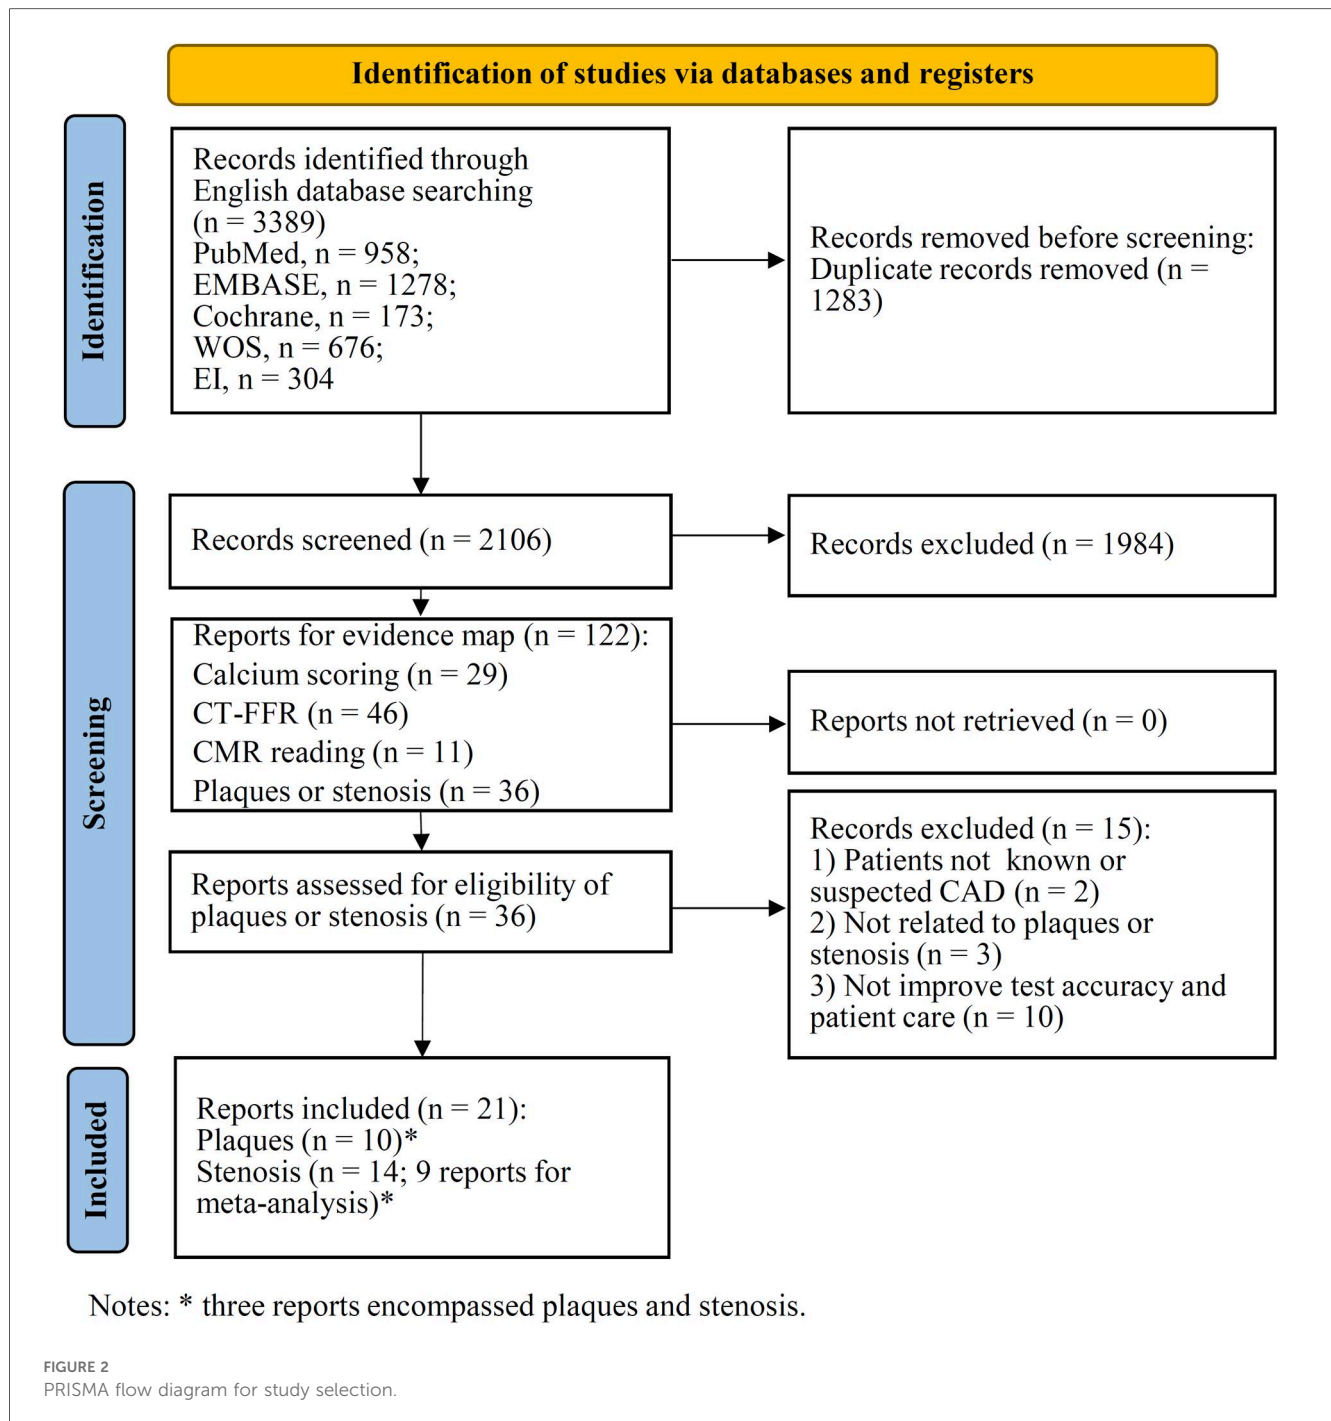 Identification of studies via databases and registers
Identification
Records identified through
English database searching
(n = 3389)
PubMed, n = 958;
EMBASE, n = 1278;
Cochrane, n = 173;
WOS, n = 676;
EI, n = 304
Records removed before screening:
Duplicate records removed (n =
1283)
Screening
Records screened (n = 2106)
Records excluded (n = 1984)
Reports for evidence map (n = 122):
Calcium scoring (n = 29)
CT-FFR (n = 46)
CMR reading (n = 11)
Plaques or stenosis (n = 36)
Reports not retrieved (n = 0)
Reports assessed for eligibility of
plaques or stenosis (n = 36)
Records excluded (n = 15):
1) Patients not known or
suspected CAD (n = 2)
2) Not related to plaques or
stenosis (n = 3)
3) Not improve test accuracy and
patient care (n = 10)
Included
Reports included (n = 21):
Plaques (n = 10)*
Stenosis (n = 14; 9 reports for
meta-analysis)*
Notes: * three reports encompassed plaques and stenosis.
FIGURE 2
PRISMA flow diagram for study selection.